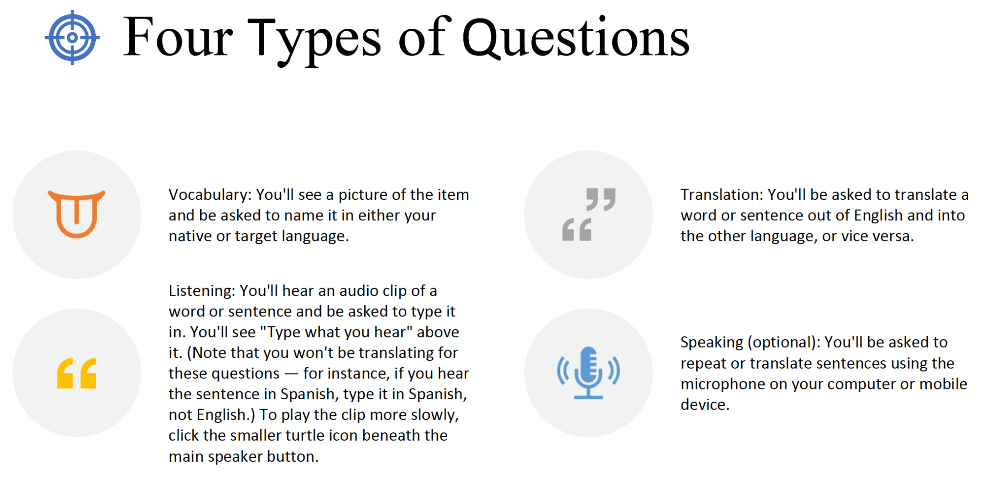 Four Types of Questions
Vocabulary: You'll see a picture of the item
and be asked to name it in either your
native or target language.
Translation: You'll be asked to translate a
word or sentence out of English and into
the other language, or vice versa.
Listening: You'll hear an audio clip of a
word or sentence and be asked to type it
in. You'll see "Type what you hear" above
it. (Note that you won't be translating for
these questions — for instance, if you hear
the sentence in Spanish, type it in Spanish,
not English.) To play the clip more slowly,
click the smaller turtle icon beneath the
main speaker button.
Speaking (optional): You'll be asked to
repeat or translate sentences using the
microphone on your computer or mobile
device.